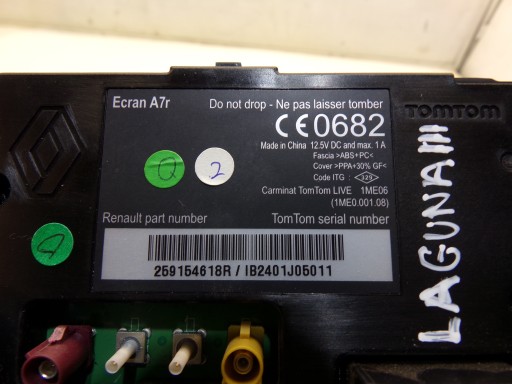 Ecran A7r
Do not drop - Ne pas laisser tomber
CE0682
Made in China 12.5V DC and max. 1 A
Fascia >ABS+PC<
Cover >PPA+30% GF<
Code ITG : 329
Carminat TomTom LIVE 1ME06
(1ME0.001.08)
Renault part number
TomTom serial number
259154618R / IB2401J05011
Q
2
TOMTOM
LAGUNA III